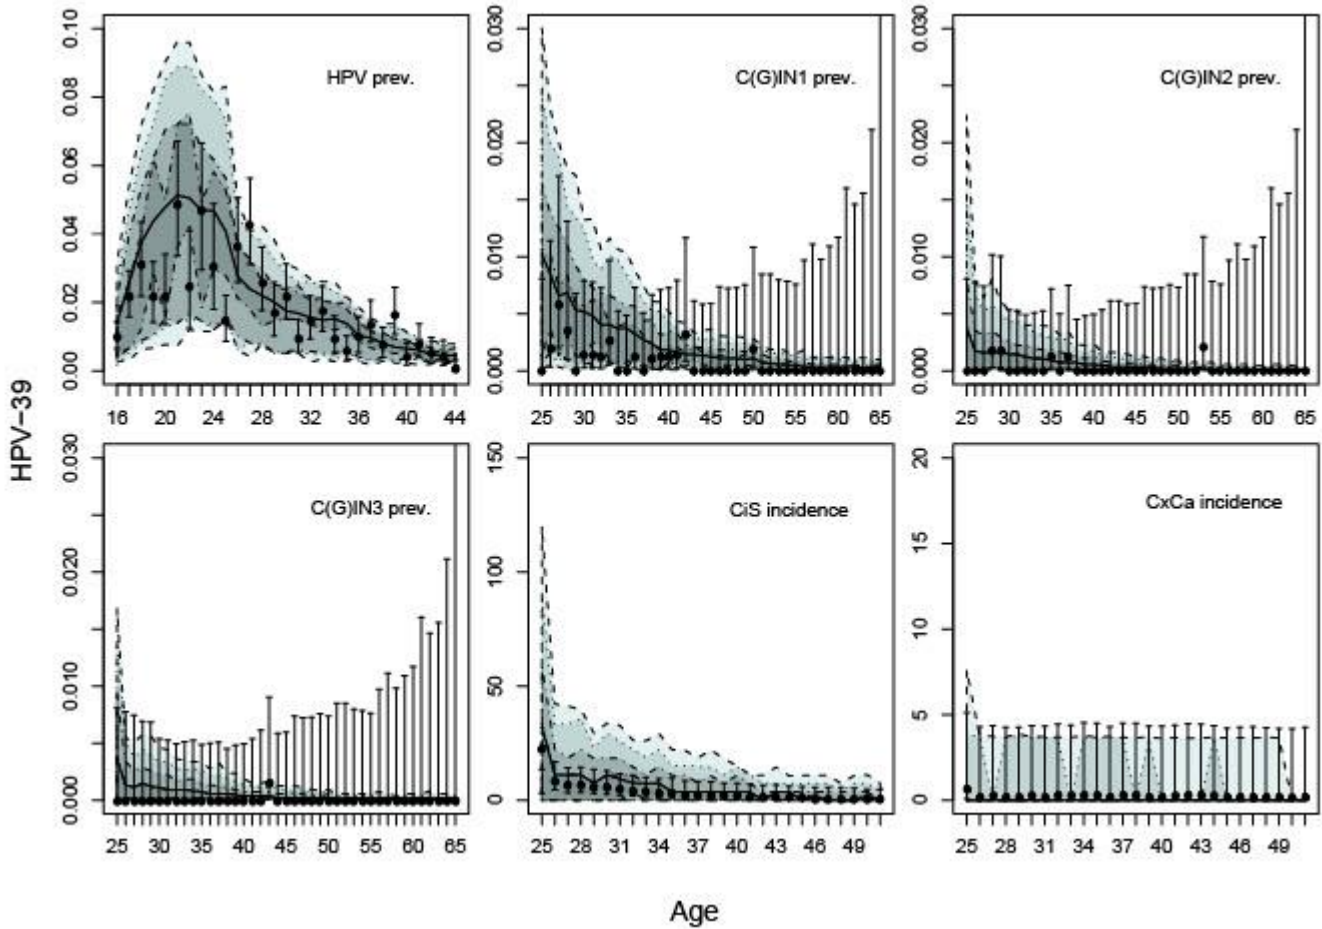 HPV prev.
0.00 0.02 0.04 0.06 0.08 0.10
16 20 24 28 32 36 40 44
C(G)IN1 prev.
0.000 0.010 0.020 0.030
25 30 35 40 45 50 55 60 65
C(G)IN2 prev.
0.000 0.010 0.020 0.030
25 30 35 40 45 50 55 60 65
HPV−39
C(G)IN3 prev.
0.000 0.010 0.020 0.030
25 30 35 40 45 50 55 60 65
CiS incidence
0 50 100 150
25 28 31 34 37 40 43 46 49
CxCa incidence
0 5 10 15 20
25 28 31 34 37 40 43 46 49
Age